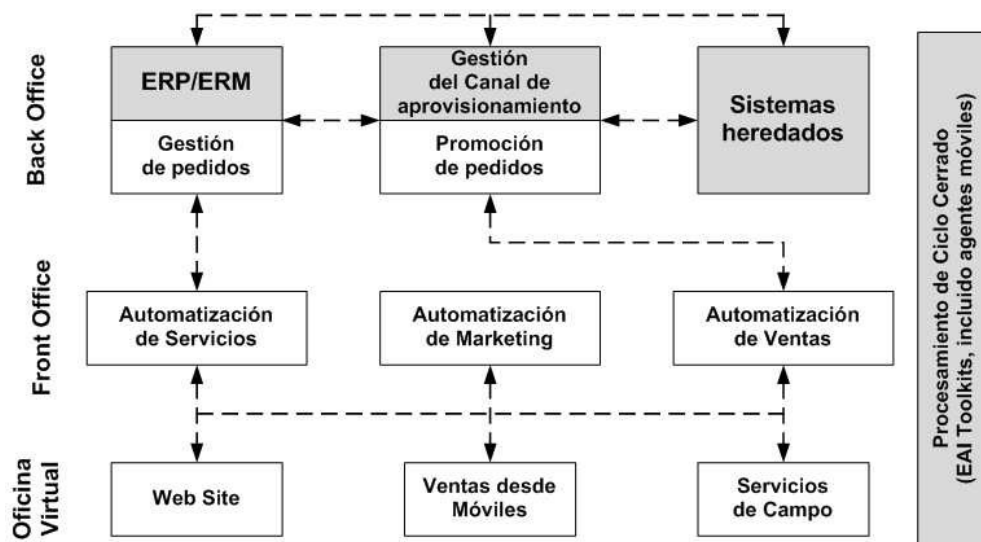 Back Office
ERP/ERM
Gestión
de pedidos
Gestión
del Canal de
aprovisionamiento
Promoción
de pedidos
Sistemas
heredados
Front Office
Automatización
de Servicios
Automatización
de Marketing
Automatización
de Ventas
Oficina
Virtual
Web Site
Ventas desde
Móviles
Servicios
de Campo
Procesamiento de Ciclo Cerrado
(EAI Toolkits, incluido agentes móviles)